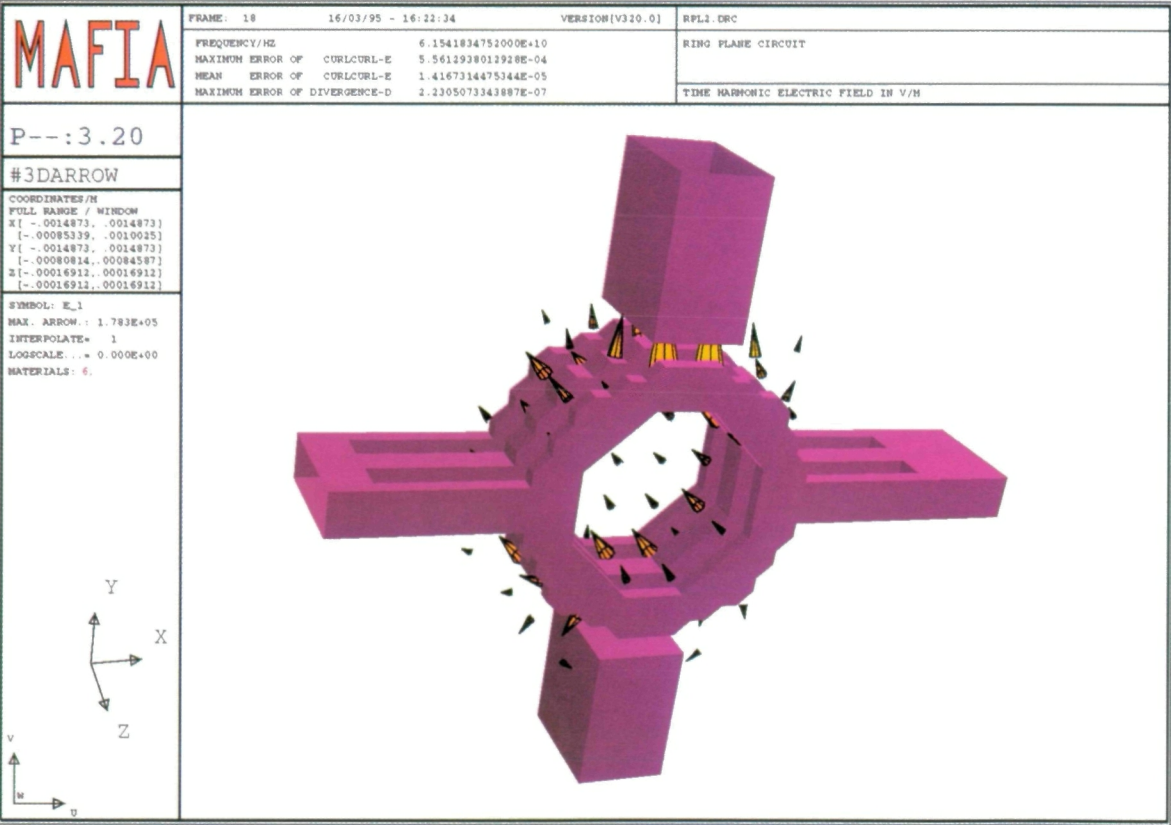 MAFIA
FRAME: 18 16/03/95 - 16:22:34 VERSION[V320.0] RPL2.DRC
FREQUENCY/HZ 6.1541834752000E+10
MAXIMUM ERROR OF CURLCURL-E 5.5612938012928E-04
MEAN ERROR OF CURLCURL-E 1.4167314475344E-05
MAXIMUM ERROR OF DIVERGENCE-D 2.2305073343887E-07
RING PLANE CIRCUIT
TIME HARMONIC ELECTRIC FIELD IN V/M
P--:3.20
#3DARROW
COORDINATES/M
FULL RANGE / WINDOW
X[ -.0014873, .0014873]
[-.00085339, .0010025]
Y[ -.0014873, .0014873]
[-.00080814,.00084587]
Z[-.00016912,.00016912]
[-.00016912,.00016912]
SYMBOL: E_1
MAX. ARROW.: 1.783E+05
INTERPOLATE= 1
LOGSCALE...= 0.000E+00
MATERIALS: 6.
Y
X
Z
V
W
U